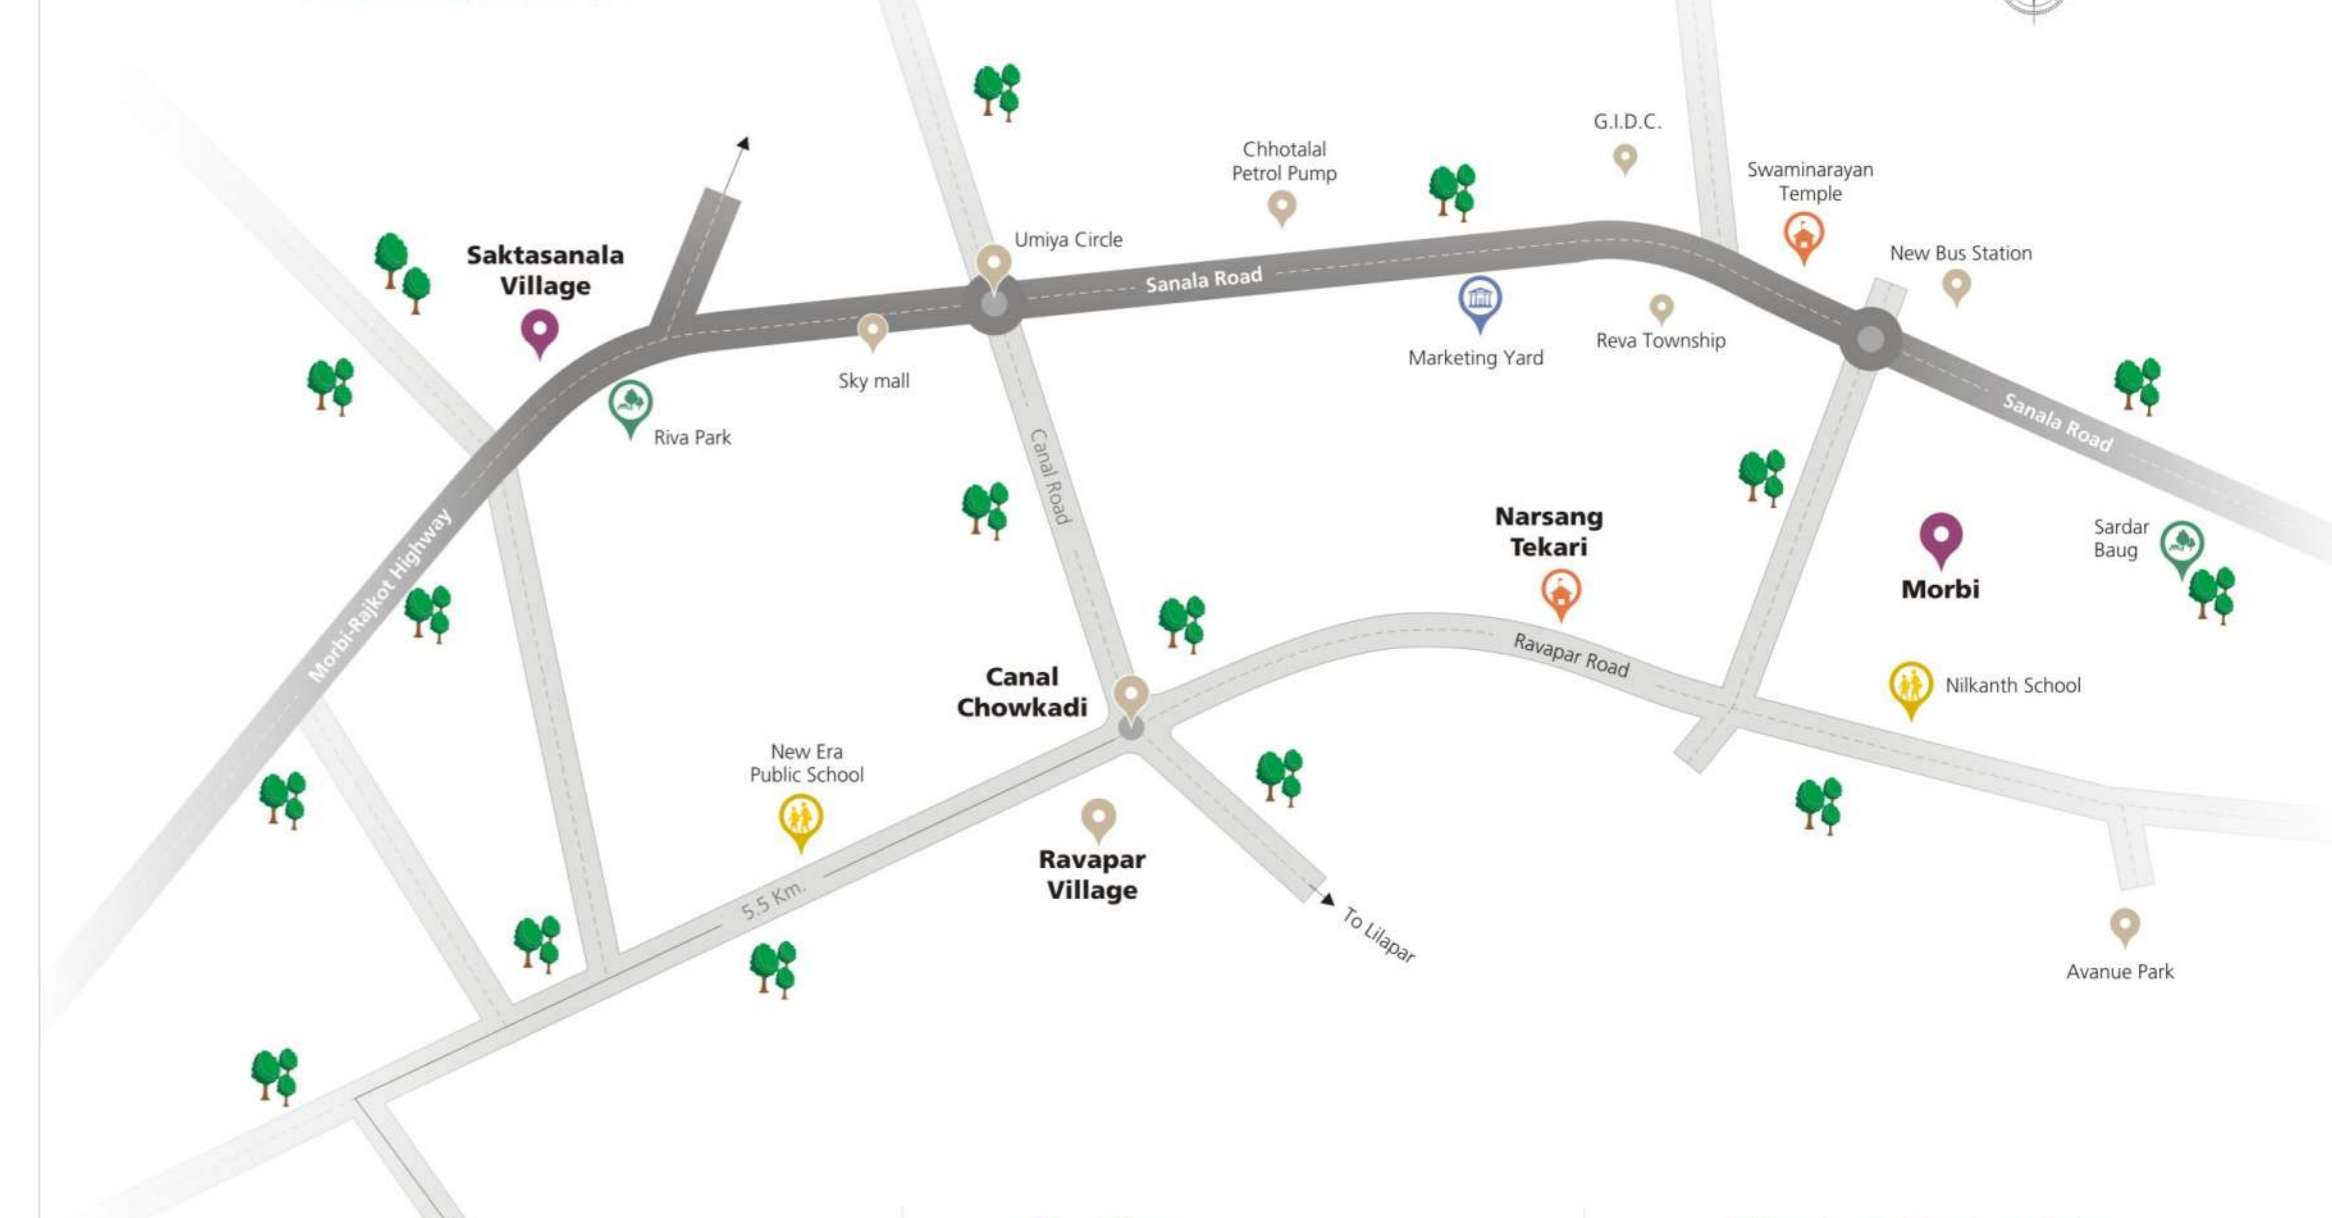 G.I.D.C.
Chhotalal
Petrol Pump
Swaminarayan
Temple
Umiya Circle
Saktasanala
Village
New Bus Station
Sanala Road
Reva Township
Marketing Yard
Sky mall
Riva Park
Sanala Road
Canal Road
Morbi-Rajkot Highway
Narsang
Tekari
Sardar
Baug
Morbi
Ravapar Road
Canal
Chowkadi
Nilkanth School
New Era
Public School
Ravapar
Village
5.5 Km.
To Lilapar
Avanue Park